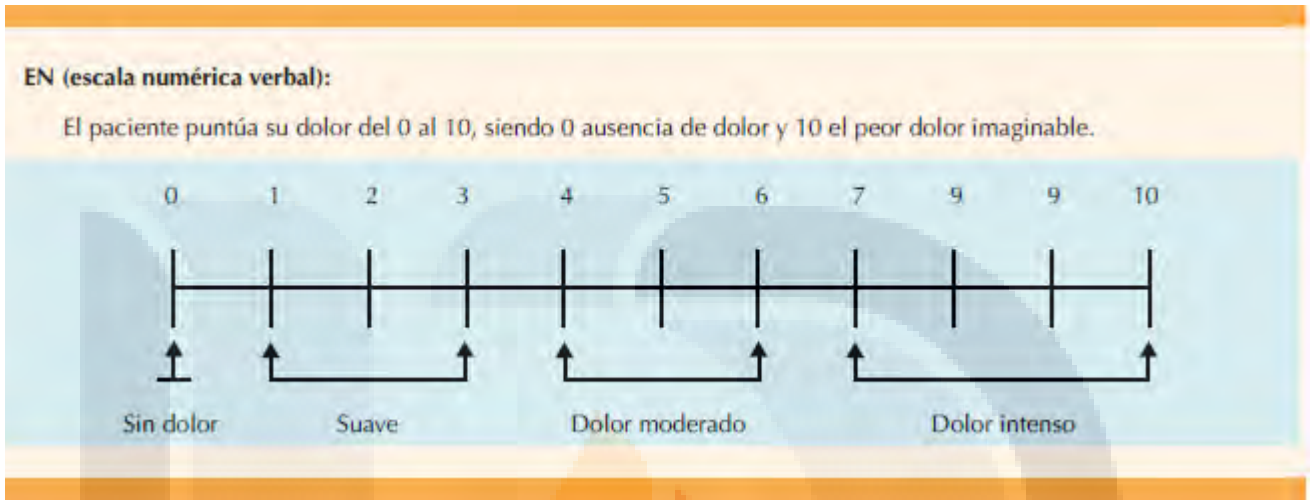 EN (escala numérica verbal):
El paciente puntúa su dolor del 0 al 10, siendo 0 ausencia de dolor y 10 el peor dolor imaginable.
0 1 2 3 4 5 6 7 9 9 10
Sin dolor Suave Dolor moderado Dolor intenso